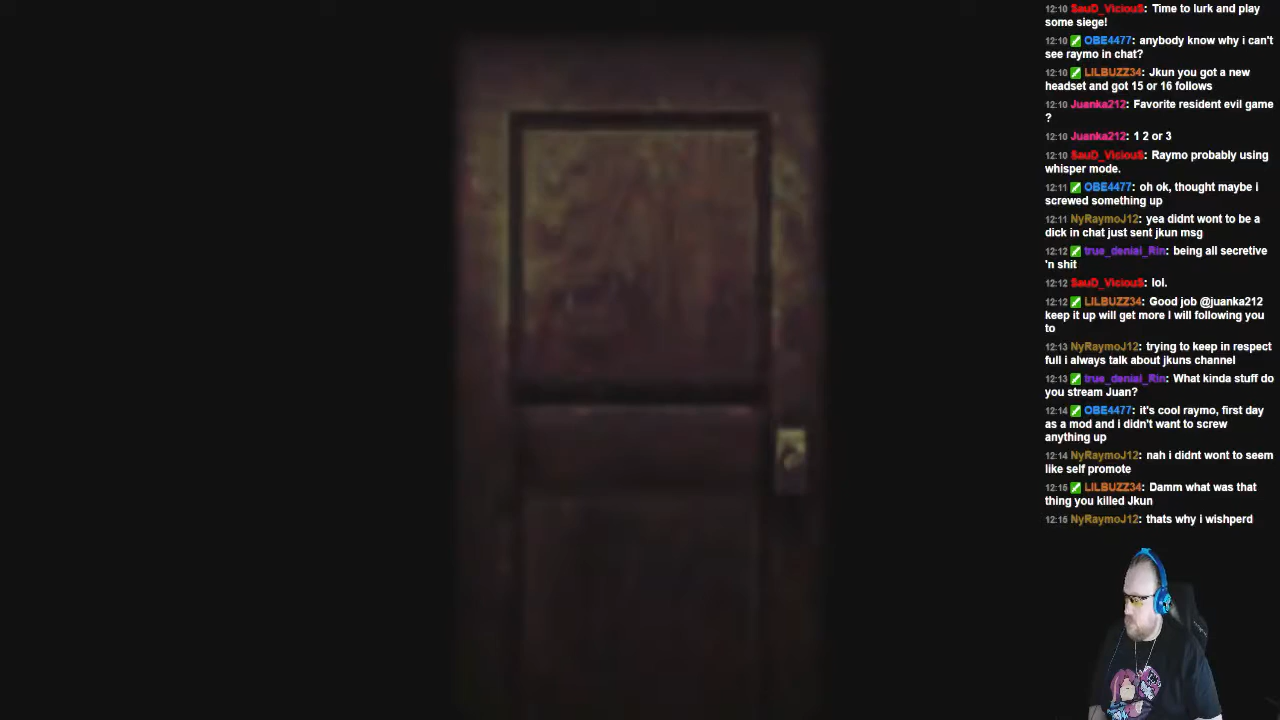 12:10 SauD_ViciouS: Time to lurk and play
some siege!
12:10 OBE4477: anybody know why i can't
see raymo in chat?
12:10 LILBUZZ34: Jkun you got a new
headset and got 15 or 16 follows
12:10 Juanka212: Favorite resident evil game
?
12:10 Juanka212: 1 2 or 3
12:10 SauD_ViciouS: Raymo probably using
whisper mode.
12:11 OBE4477: oh ok, thought maybe i
screwed something up
12:11 NyRaymoJ12: yea didnt wont to be a
dick in chat just sent jkun msg
12:12 true_denial_Rin: being all secretive
'n shit
12:12 SauD_ViciouS: lol.
12:12 LILBUZZ34: Good job @juanka212
keep it up will get more I will following you
to
12:13 NyRaymoJ12: trying to keep in respect
full i always talk about jkuns channel
12:13 true_denial_Rin: What kinda stuff do
you stream Juan?
12:14 OBE4477: it's cool raymo, first day
as a mod and i didn't want to screw
anything up
12:14 NyRaymoJ12: nah i didnt wont to seem
like self promote
12:15 LILBUZZ34: Damm what was that
thing you killed Jkun
12:15 NyRaymoJ12: thats why i wishperd